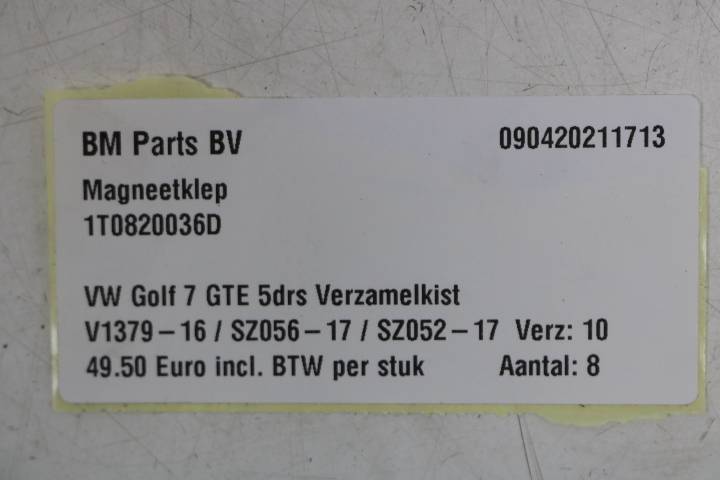 BM Parts BV 090420211713
Magneetklep
1T0820036D
VW Golf 7 GTE 5drs Verzamelkist
V1379-16 / SZ056-17 / SZ052-17 Verz: 10
49.50 Euro incl. BTW per stuk Aantal: 8